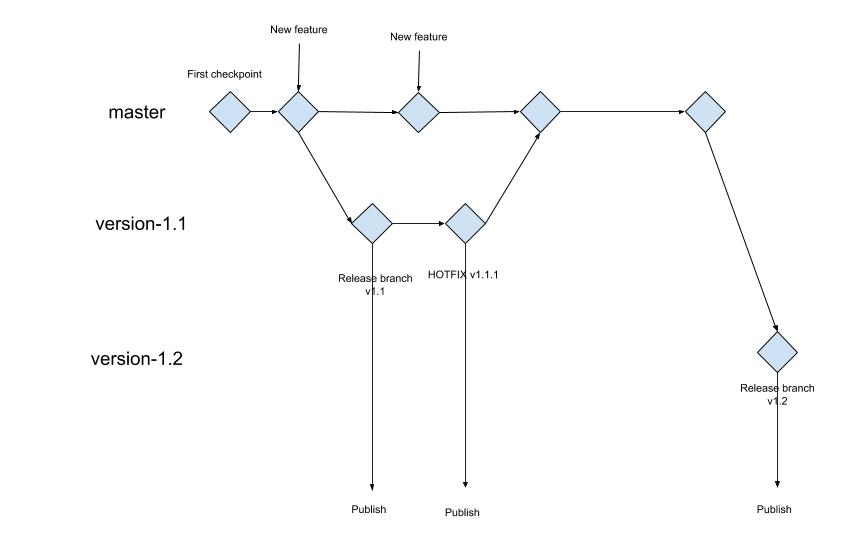 New feature
New feature
First checkpoint
master
version-1.1
Release branch
v1.1
HOTFIX v1.1.1
version-1.2
Release branch
v1.2
Publish
Publish
Publish